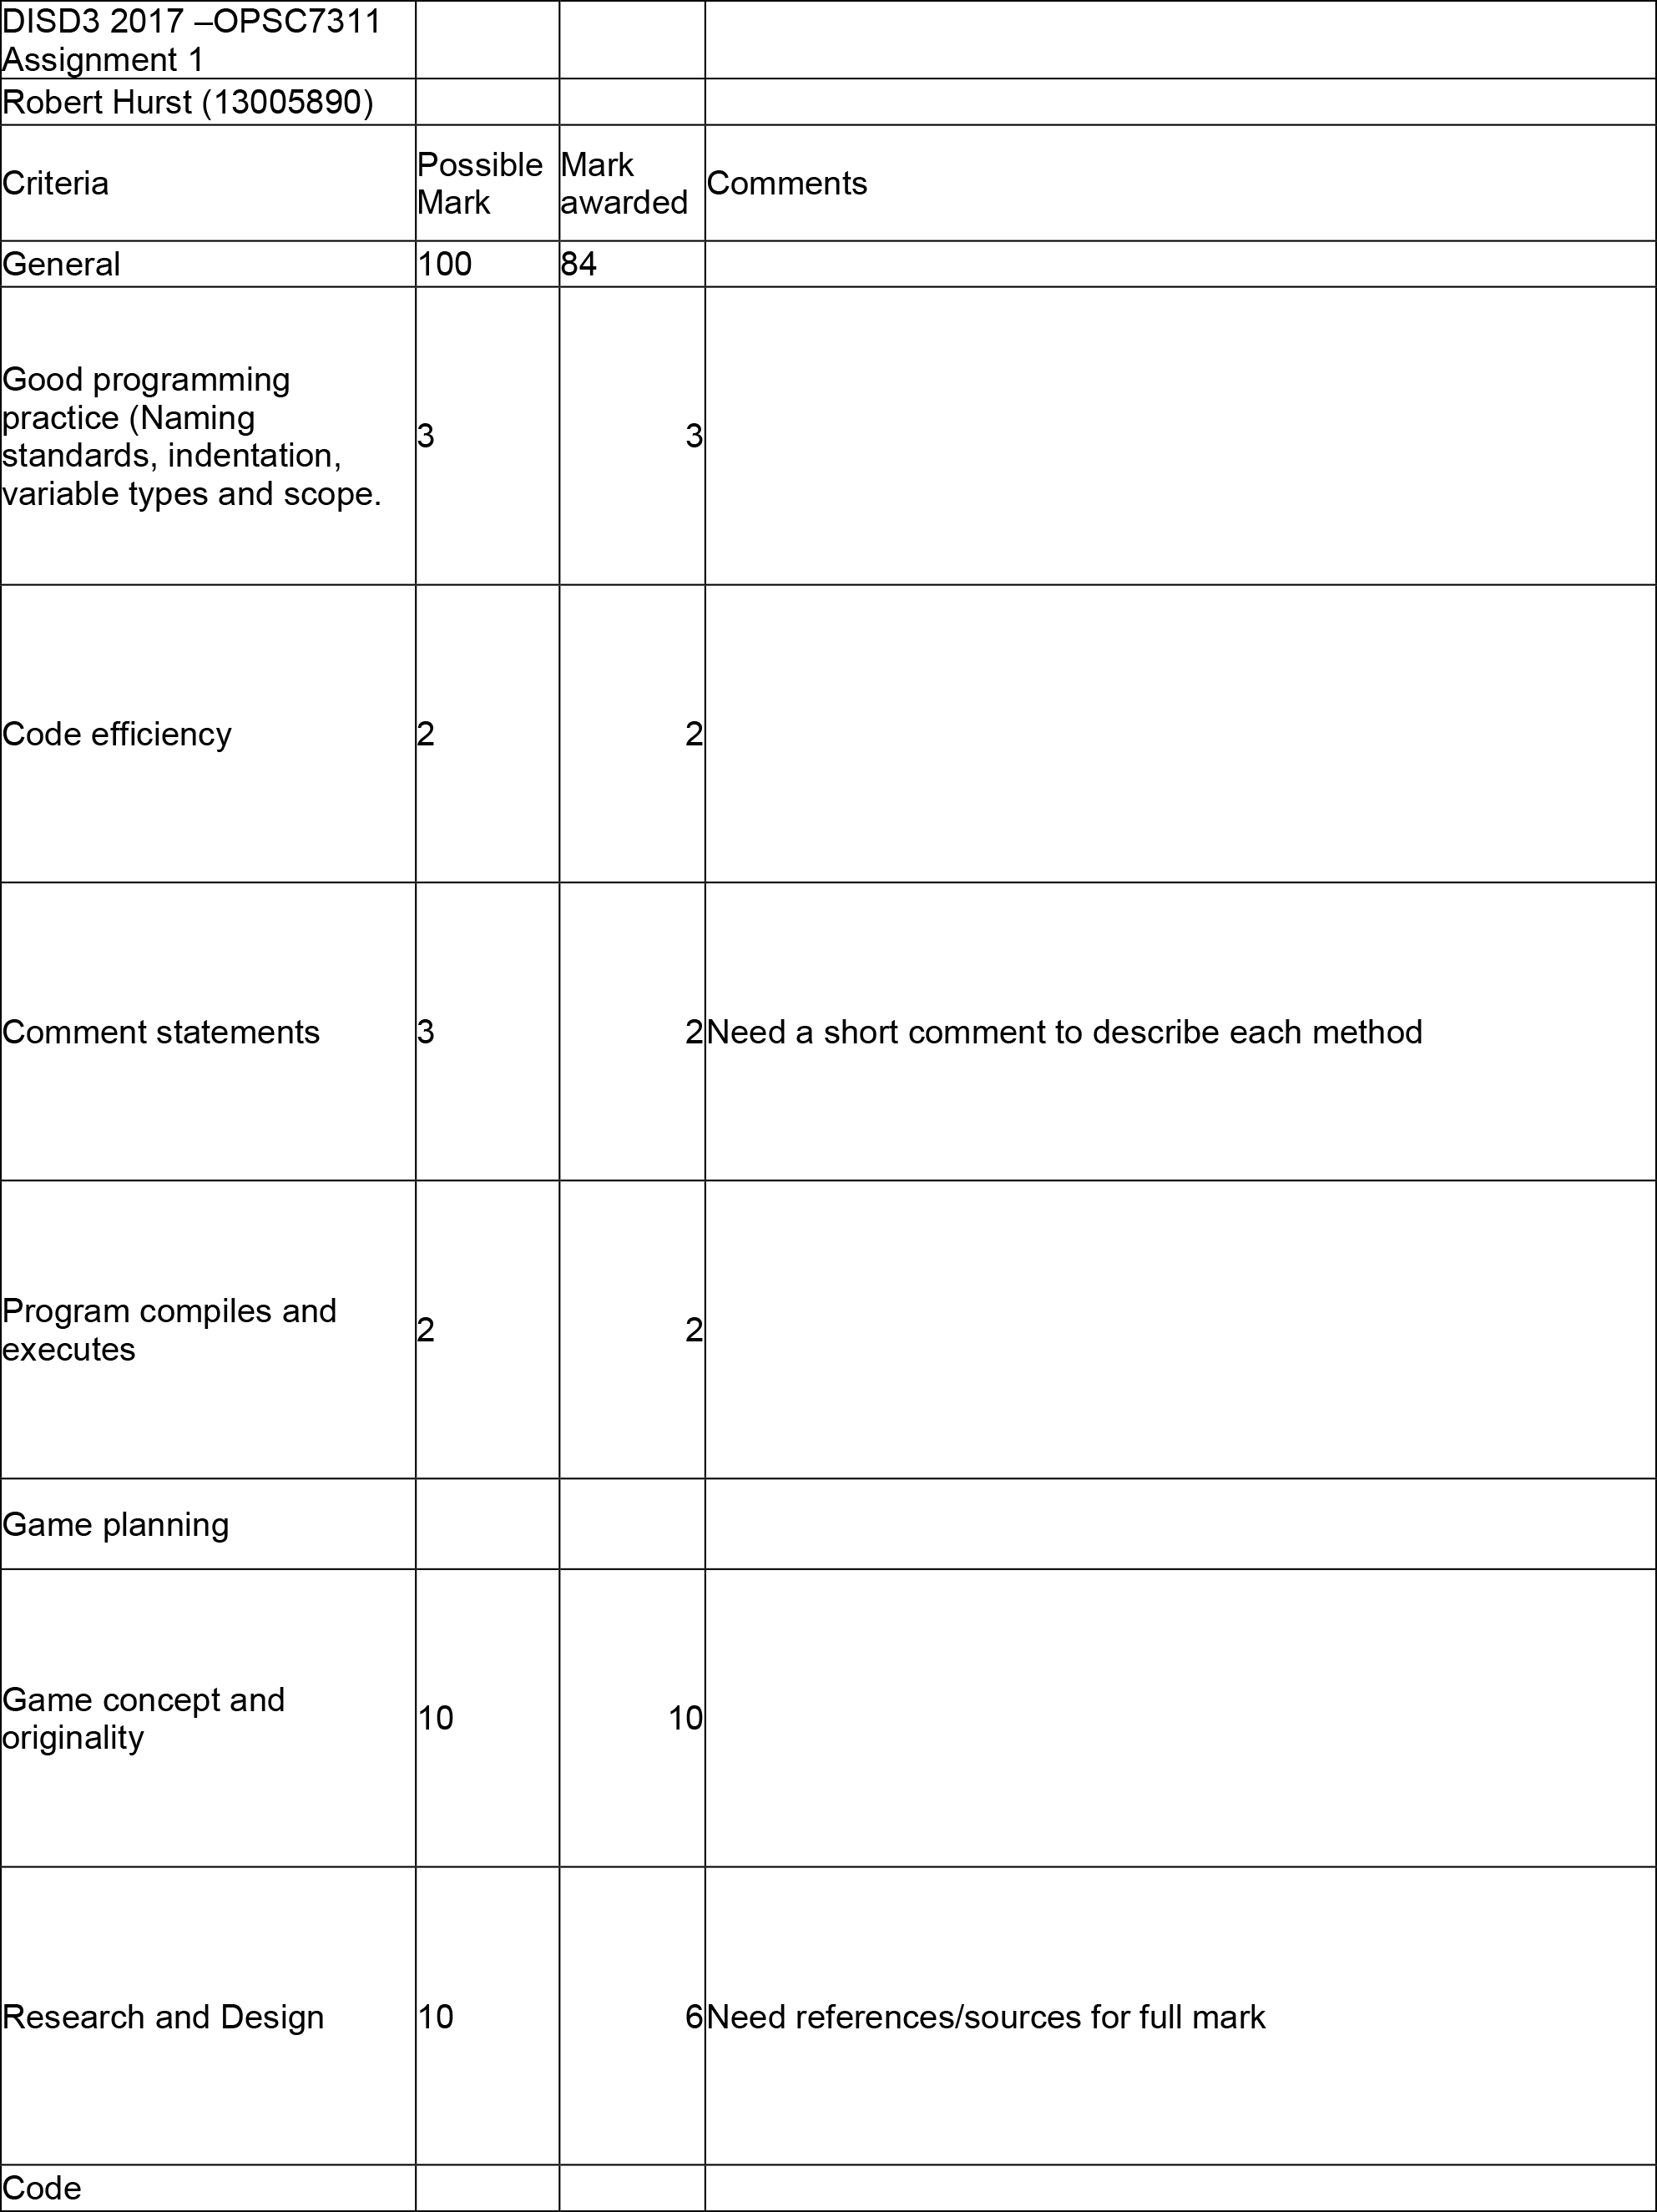 DISD3 2017 –OPSC7311
Assignment 1
Robert Hurst (13005890)
Criteria
Possible
Mark
Mark
awarded
Comments
General
100
84
Good programming
practice (Naming
standards, indentation,
variable types and scope.
3
3
Code efficiency
2
2
Comment statements
3
2
Need a short comment to describe each method
Program compiles and
executes
2
2
Game planning
Game concept and
originality
10
10
Research and Design
10
6
Need references/sources for full mark
Code